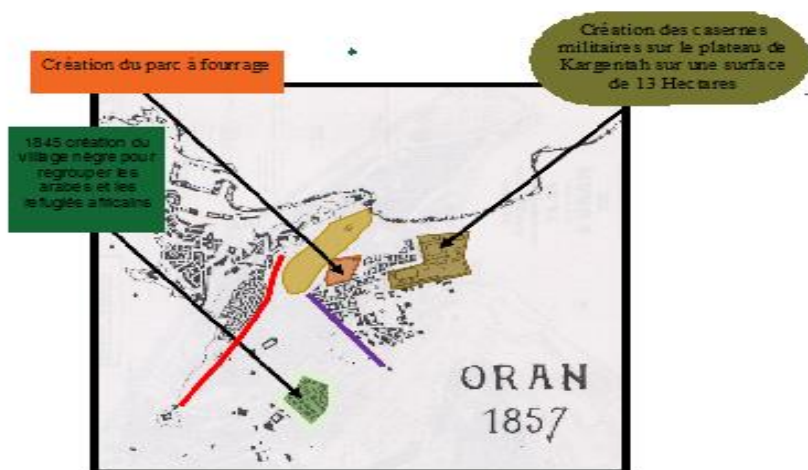 Création des casernes
militaires sur le plateau de
Kargentah sur une surface
de 13 Hectares
Création du parc à fourrage
1845 création du
village nègre pour
regrouper les
arabes et les
refugiés africains
ORAN
1857